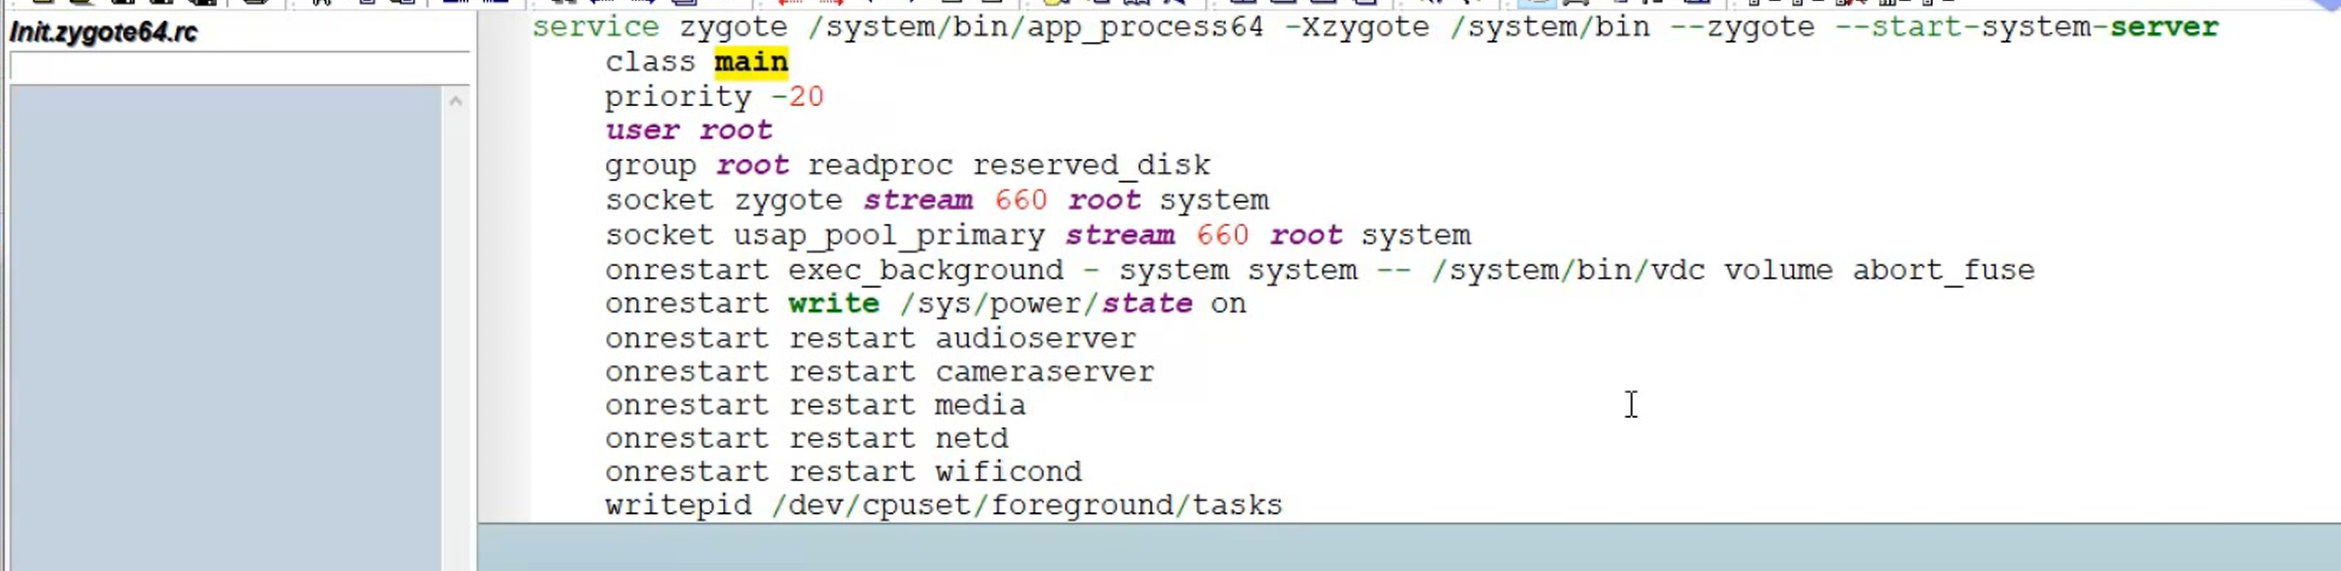 Init.zygote64.rc
service zygote /system/bin/app_process64 -Xzygote /system/bin --zygote --start-system-server
class main
priority -20
user root
group root readproc reserved_disk
socket zygote stream 660 root system
socket usap_pool_primary stream 660 root system
onrestart exec_background - system system -- /system/bin/vdc volume abort_fuse
onrestart write /sys/power/state on
onrestart restart audioserver
onrestart restart cameraserver
onrestart restart media
onrestart restart netd
onrestart restart wificond
writepid /dev/cpuset/foreground/tasks